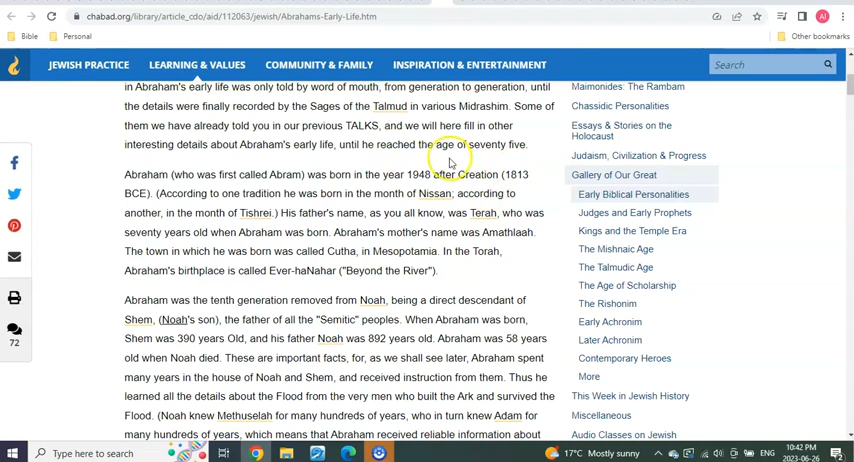 chabad.org/library/article_cdo/aid/112063/jewish/Abrahams-Early-Life.htm
AI
Bible
Personal
Other bookmarks
JEWISH PRACTICE
LEARNING & VALUES
COMMUNITY & FAMILY
INSPIRATION & ENTERTAINMENT
Search
in Abraham's early life was only told by word of mouth, from generation to generation, until
the details were finally recorded by the Sages of the Talmud in various Midrashim. Some of
them we have already told you in our previous TALKS, and we will here fill in other
interesting details about Abraham's early life, until he reached the age of seventy five.
Abraham (who was first called Abram) was born in the year 1948 after Creation (1813
BCE). (According to one tradition he was born in the month of Nissan; according to
another, in the month of Tishrei.) His father's name, as you all know, was Terah, who was
seventy years old when Abraham was born. Abraham's mother's name was Amathlaah.
The town in which he was born was called Cutha, in Mesopotamia. In the Torah,
Abraham's birthplace is called Ever-haNahar ("Beyond the River").
Abraham was the tenth generation removed from Noah, being a direct descendant of
Shem, (Noah's son), the father of all the "Semitic" peoples. When Abraham was born,
Shem was 390 years Old, and his father Noah was 892 years old. Abraham was 58 years
old when Noah died. These are important facts, for, as we shall see later, Abraham spent
many years in the house of Noah and Shem, and received instruction from them. Thus he
learned all the details about the Flood from the very men who built the Ark and survived the
Flood. (Noah knew Methuselah for many hundreds of years, who in turn knew Adam for
many hundreds of years, which means that Abraham received reliable information about
72
Maimonides: The Rambam
Chassidic Personalities
Essays & Stories on the
Holocaust
Judaism, Civilization & Progress
Gallery of Our Great
Early Biblical Personalities
Judges and Early Prophets
Kings and the Temple Era
The Mishnaic Age
The Talmudic Age
The Age of Scholarship
The Rishonim
Early Achronim
Later Achronim
Contemporary Heroes
More
This Week in Jewish History
Miscellaneous
Audio Classes on Jewish
Type here to search
17°C Mostly sunny
ENG
10:42 PM
2023-06-26
2